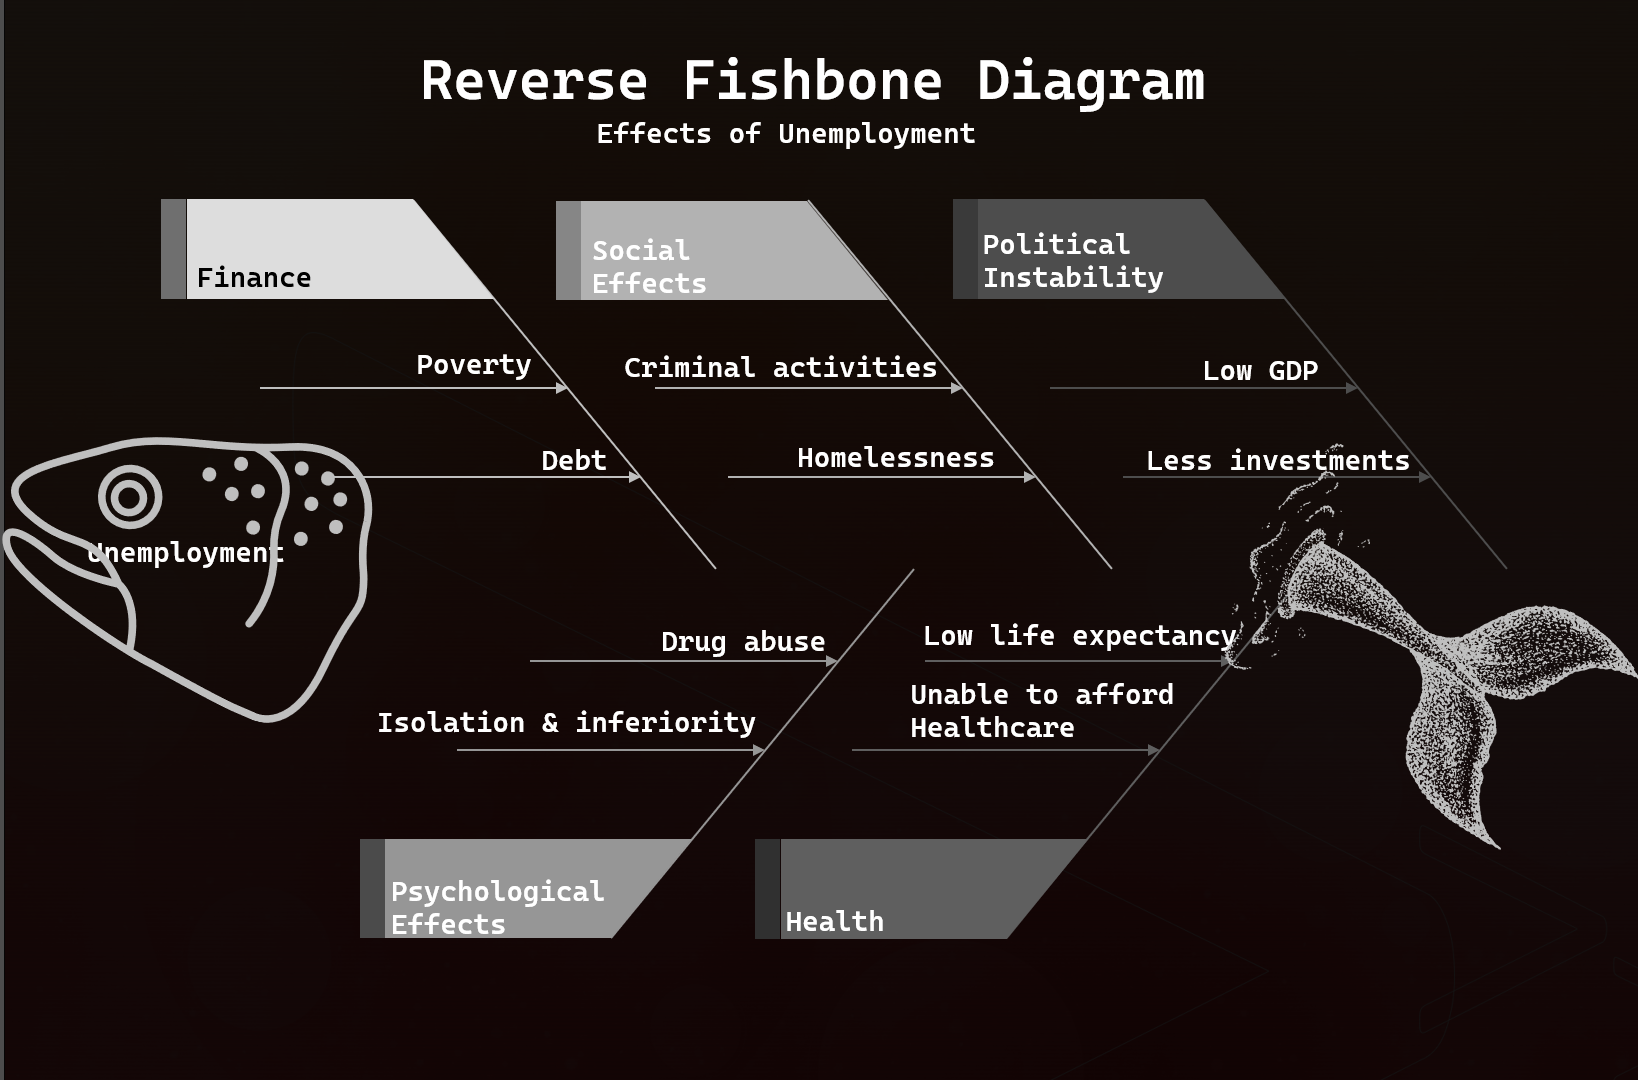 Reverse Fishbone Diagram
Effects of Unemployment
Finance
Social
Effects
Political
Instability
Poverty
Criminal activities
Low GDP
Debt
Homelessness
Less investments
Unemployment
Drug abuse
Low life expectancy
Isolation & inferiority
Unable to afford
Healthcare
Psychological
Effects
Health